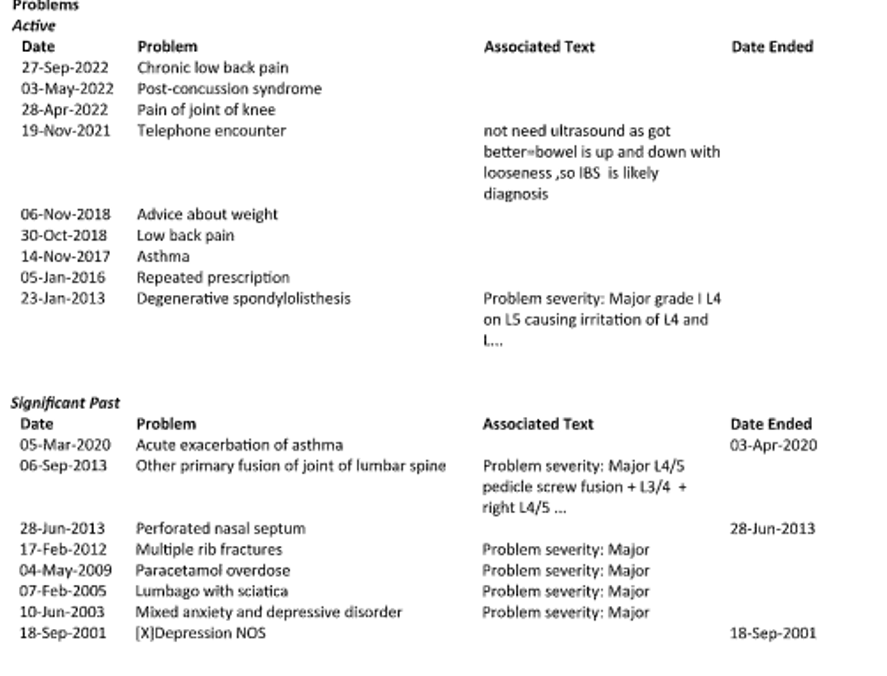 Problems
Active
Date Problem Associated Text Date Ended
27-Sep-2022 Chronic low back pain
03-May-2022 Post-concussion syndrome
28-Apr-2022 Pain of joint of knee
19-Nov-2021 Telephone encounter not need ultrasound as got
better=bowel is up and down with
looseness ,so IBS is likely
diagnosis
06-Nov-2018 Advice about weight
30-Oct-2018 Low back pain
14-Nov-2017 Asthma
05-Jan-2016 Repeated prescription
23-Jan-2013 Degenerative spondylolisthesis Problem severity: Major grade I L4
on L5 causing irritation of L4 and
L...
Significant Past
Date Problem Associated Text Date Ended
05-Mar-2020 Acute exacerbation of asthma 03-Apr-2020
06-Sep-2013 Other primary fusion of joint of lumbar spine Problem severity: Major L4/5
pedicle screw fusion + L3/4 +
right L4/5 ...
28-Jun-2013 Perforated nasal septum 28-Jun-2013
17-Feb-2012 Multiple rib fractures Problem severity: Major
04-May-2009 Paracetamol overdose Problem severity: Major
07-Feb-2005 Lumbago with sciatica Problem severity: Major
10-Jun-2003 Mixed anxiety and depressive disorder Problem severity: Major
18-Sep-2001 [X]Depression NOS 18-Sep-2001